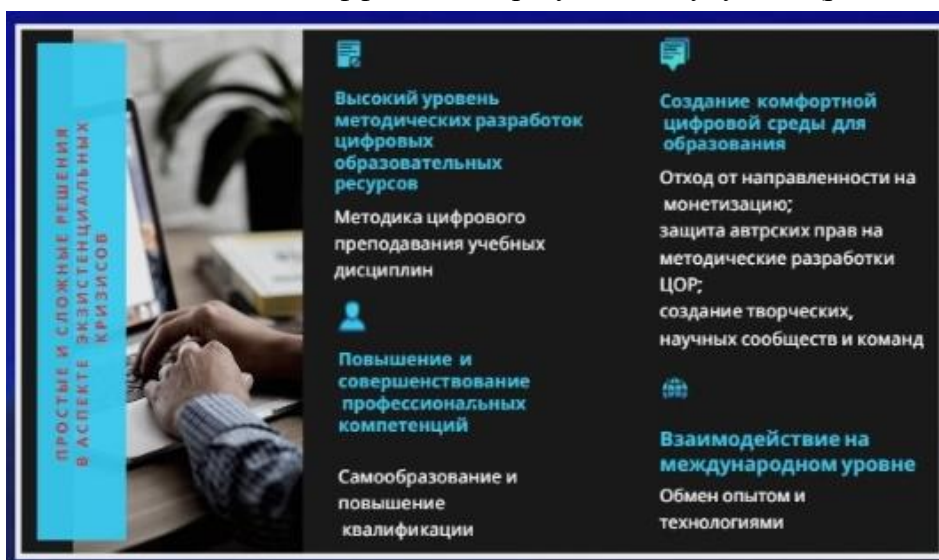 ПРОСТЫЕ И СЛОЖНЫЕ РЕШЕНИЯ
В АСПЕКТЕ ЭКЗИСТЕНЦИАЛЬНЫХ
КРИЗИСОВ
Высокий уровень
методических разработок
цифровых
образовательных
ресурсов
Методика цифрового
преподавания учебных
дисциплин
Повышение и
совершенствование
профессиональных
компетенций
Самообразование и
повышение
квалификации
Создание комфортной
цифровой среды для
образования
Отход от направленности на
монетизацию;
защита автрских прав на
методические разработки
ЦОР;
создание творческих,
научных сообществ и команд
Взаимодействие на
международном уровне
Обмен опытом и
технологиями